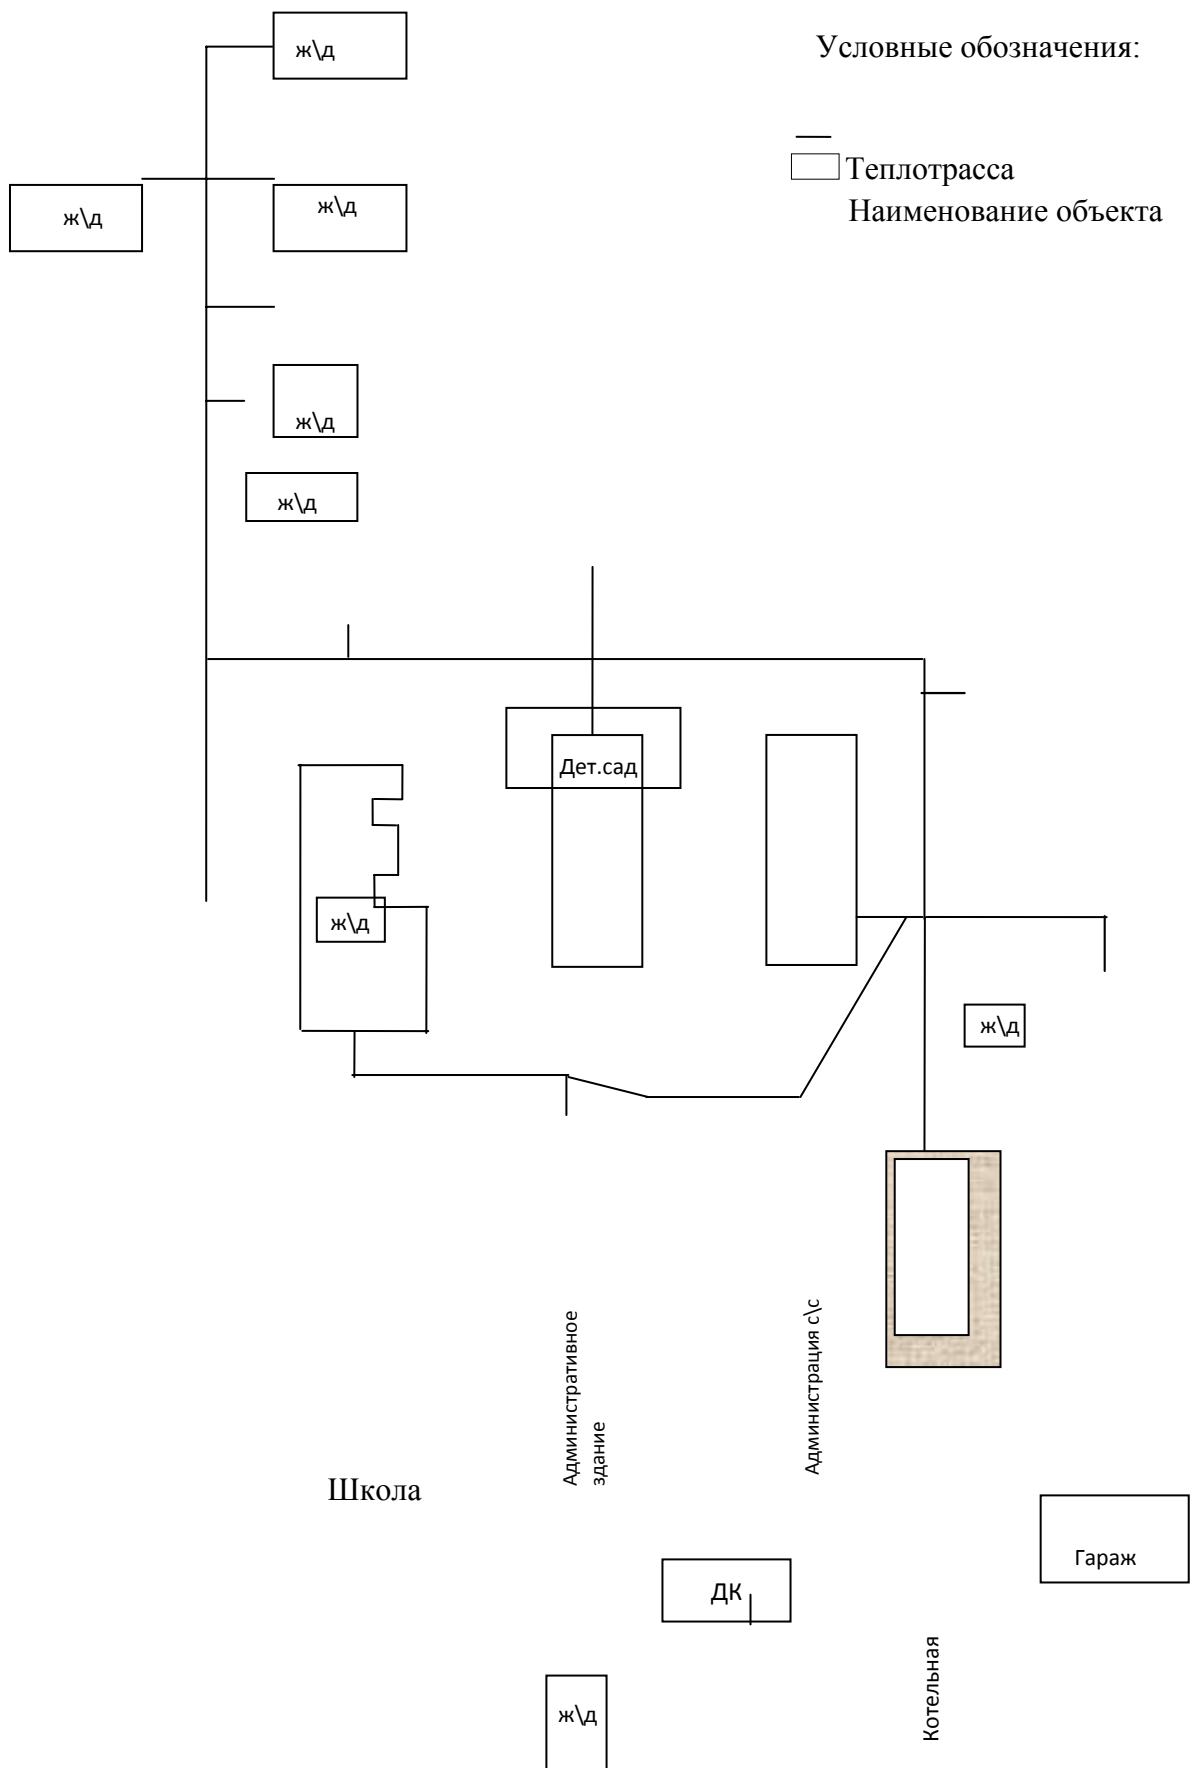 ж\д
Условные обозначения:
Теплотрасса
ж\д
ж\д
Наименование объекта
ж\д
ж\д
Дет.сад
ж\д
ж\д
Административное
здание
Администрация с\с
Школа
Гараж
ДК
Котельная
ж\д